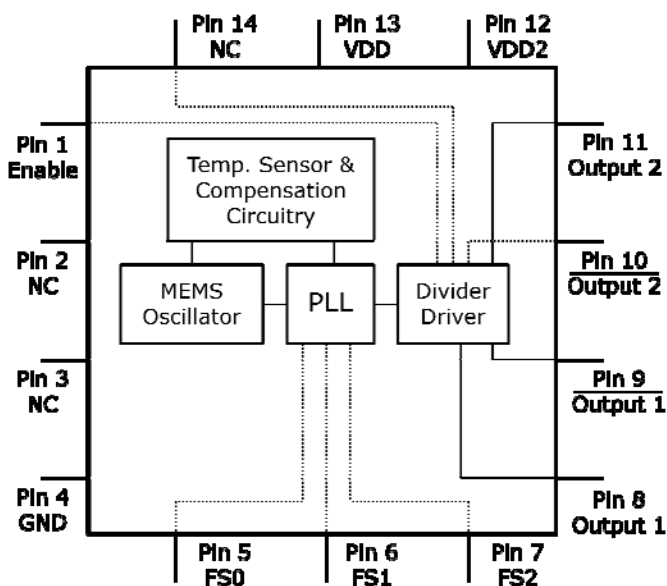 Pin 14
NC
Pin 13
VDD
Pin 12
VDD2
Pin 1
Enable
Pin 11
Output 2
Temp. Sensor &
Compensation
Circuitry
Pin 2
NC
Pin 10
Output 2
MEMS
Oscillator
PLL
Divider
Driver
Pin 3
NC
Pin 9
Output 1
Pin 4
GND
Pin 8
Output 1
Pin 5
FS0
Pin 6
FS1
Pin 7
FS2